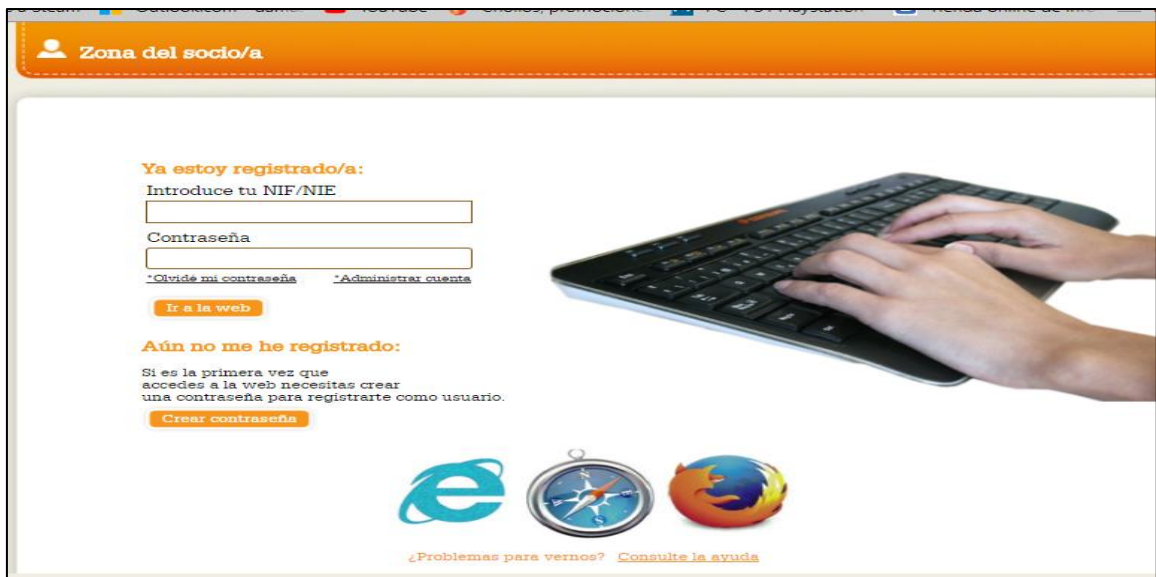 Zona del socio/a
Ya estoy registrado/a:
Introduce tu NIF/NIE
Contraseña
*Olvidé mi contraseña *Administrar cuenta
Ir a la web
Aún no me he registrado:
Si es la primera vez que
accedes a la web necesitas crear
una contraseña para registrarte como usuario.
Crear contraseña
¿Problemas para vernos? Consulte la ayuda